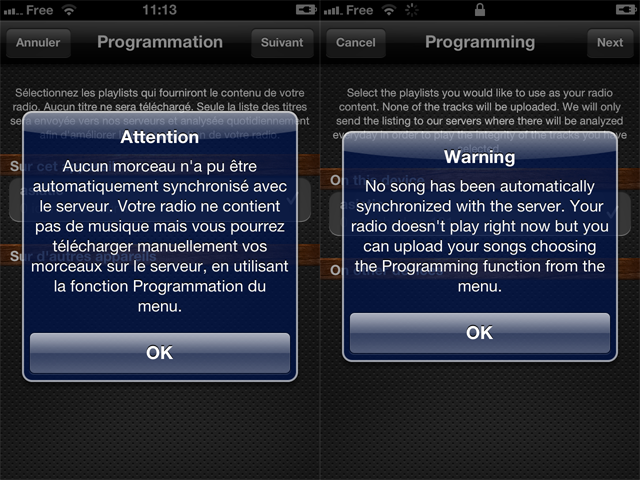 Free
11:13
Annuler
Programmation
Suivant
Sélectionnez les playlists qui fourniront le contenu de votre
radio. Aucun titre ne sera téléchargé. Seule la liste des titres
sera envoyée vers nos serveurs et analysée quotidiennement
afin d'améliorer
de votre radio.
Attention
Aucun morceau n'a pu être
automatiquement synchronisé avec
le serveur. Votre radio ne contient
pas de musique mais vous pourrez
télécharger manuellement vos
morceaux sur le serveur, en utilisant
la fonction Programmation du
menu.
Sur cet
Sur d'autres appareils
OK
Free
Cancel
Programming
Next
Select the playlists you would like to use as your radio
content. None of the tracks will be uploaded. We will only
send the listing to our servers where there will be analyzed
everyday in order to play the integrity of the tracks you have
selected.
Warning
No song has been automatically
synchronized with the server. Your
radio doesn't play right now but you
can upload your songs choosing
the Programming function from the
menu.
On this device
On other devices
OK